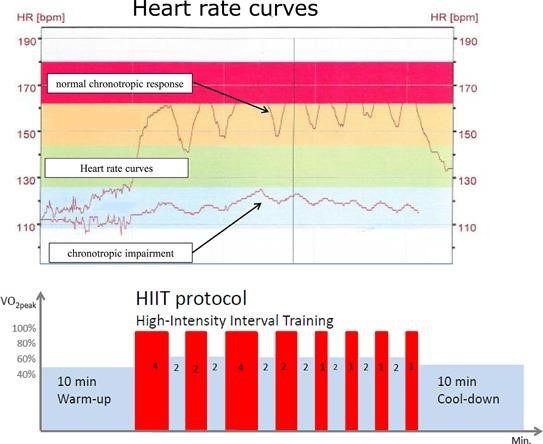 Heart rate curves
HR [bpm] HR [bpm]
190 190
normal chronotropic response
170 170
150 150
Heart rate curves
130 130
110 110
chronotropic impairment
VO2peak
HIIT protocol
High-Intensity Interval Training
100%
80%
60%
40%
4 2 2 2 4 2 2 2 1 2 1 2 1 2 1
10 min
Warm-up
10 min
Cool-down
Min.